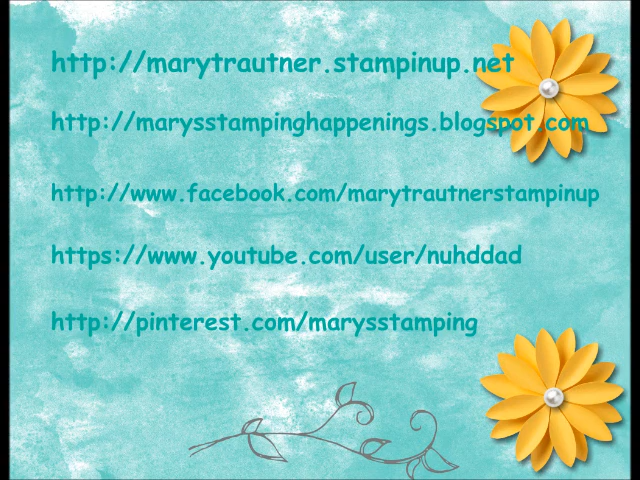 http://marytrautner.stampinup.net
http://marysstampinghappenings.blogspot.com
http://www.facebook.com/marytrautnerstampinup
https://www.youtube.com/user/nuhddad
http://pinterest.com/marysstamping